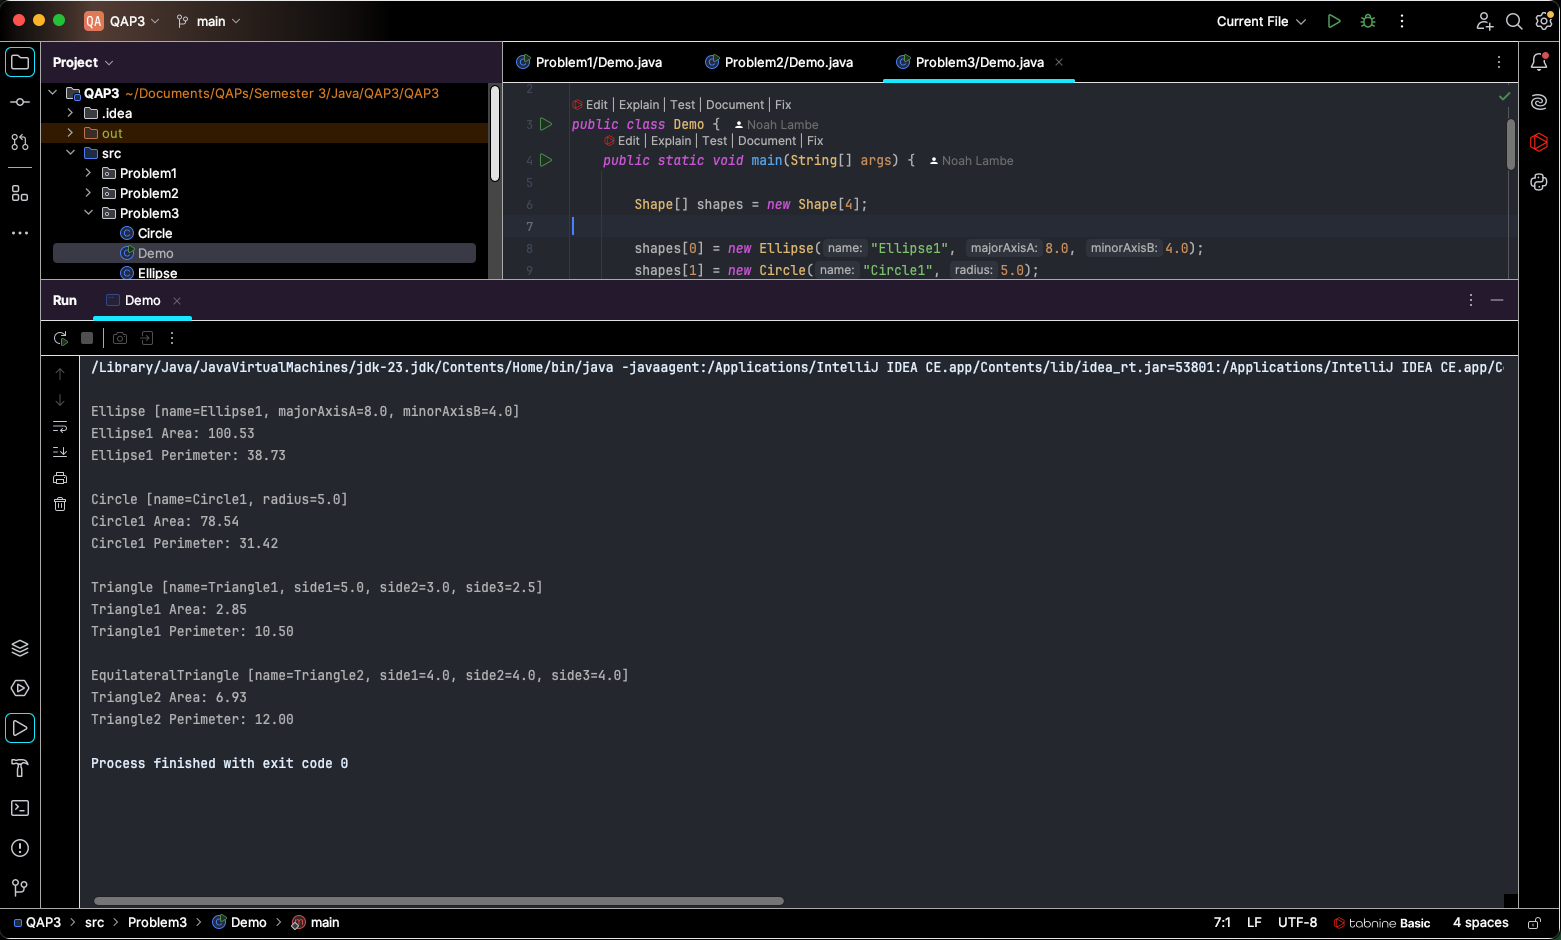 QA QAP3 main Current File
Project
Problem1/Demo.java Problem2/Demo.java Problem3/Demo.java
QAP3 ~/Documents/QAPs/Semester 3/Java/QAP3/QAP3
.idea
out
src
Problem1
Problem2
Problem3
Circle
Demo
Ellipse
2
Edit | Explain | Test | Document | Fix
3 public class Demo { Noah Lambe
Edit | Explain | Test | Document | Fix
4 public static void main(String[] args) { Noah Lambe
5
6 Shape[] shapes = new Shape[4];
7
8 shapes[0] = new Ellipse( name: "Ellipse1", majorAxisA: 8.0, minorAxisB: 4.0);
9 shapes[1] = new Circle( name: "Circle1", radius: 5.0);
Run Demo
/Library/Java/JavaVirtualMachines/jdk-23.jdk/Contents/Home/bin/java -javaagent:/Applications/IntelliJ IDEA CE.app/Contents/lib/idea_rt.jar=53801:/Applications/IntelliJ IDEA CE.app/C
Ellipse [name=Ellipse1, majorAxisA=8.0, minorAxisB=4.0]
Ellipse1 Area: 100.53
Ellipse1 Perimeter: 38.73
Circle [name=Circle1, radius=5.0]
Circle1 Area: 78.54
Circle1 Perimeter: 31.42
Triangle [name=Triangle1, side1=5.0, side2=3.0, side3=2.5]
Triangle1 Area: 2.85
Triangle1 Perimeter: 10.50
EquilateralTriangle [name=Triangle2, side1=4.0, side2=4.0, side3=4.0]
Triangle2 Area: 6.93
Triangle2 Perimeter: 12.00
Process finished with exit code 0
QAP3 > src > Problem3 > Demo > main 7:1 LF UTF-8 tabnine Basic 4 spaces